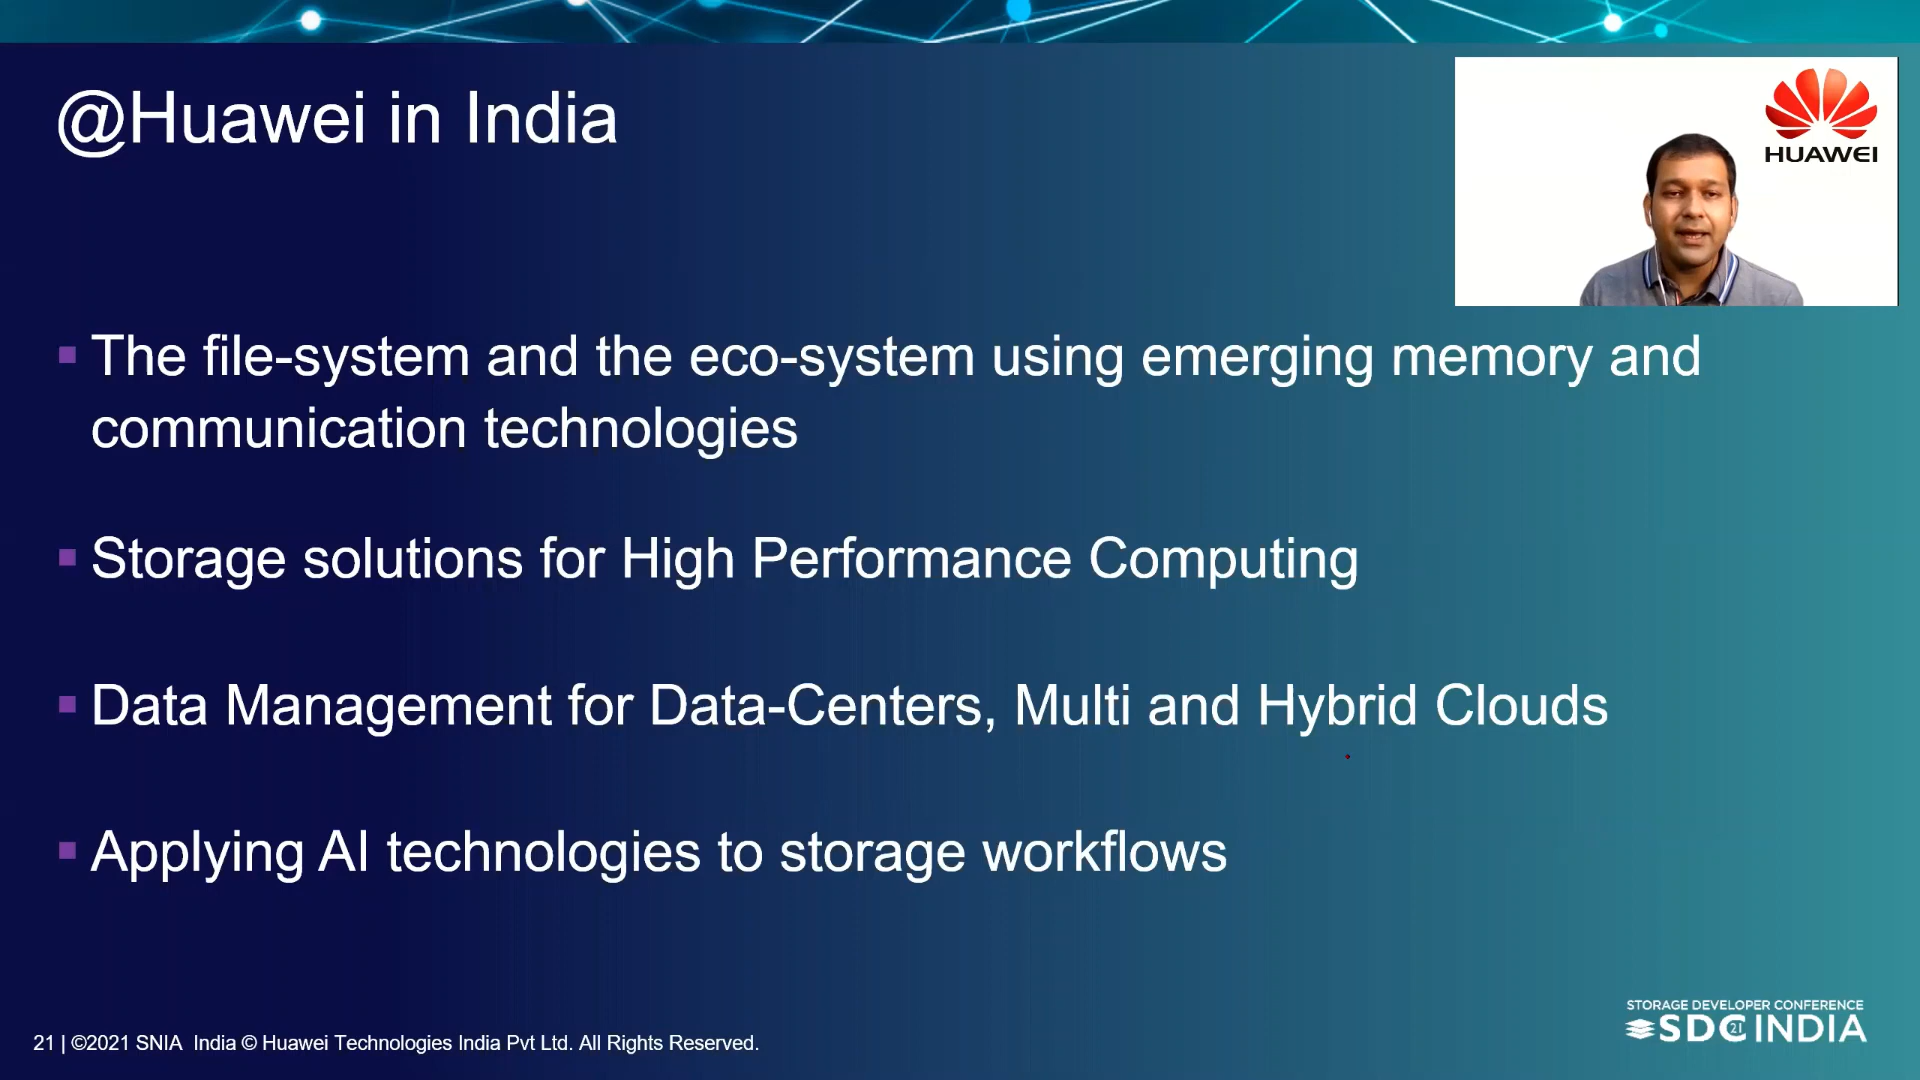 @Huawei in India
HUAWEI
▪ The file-system and the eco-system using emerging memory and
communication technologies
▪ Storage solutions for High Performance Computing
▪ Data Management for Data-Centers, Multi and Hybrid Clouds
▪ Applying AI technologies to storage workflows
21 | ©2021 SNIA India © Huawei Technologies India Pvt Ltd. All Rights Reserved.
STORAGE DEVELOPER CONFERENCE
SDC 21 INDIA